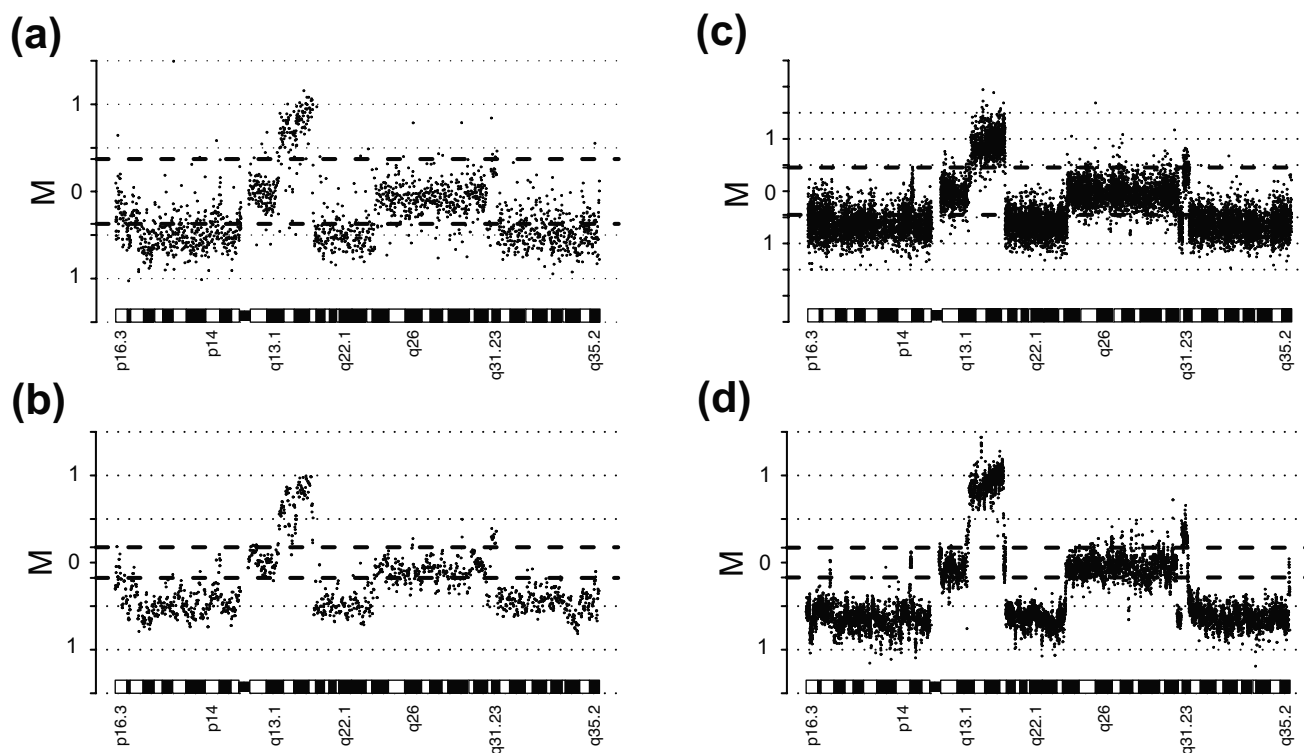 (a)
1
0
1
M
p16.3
p14
q13.1
q22.1
q26
q31.23
q35.2
(c)
1
0
1
M
p16.3
p14
q13.1
q22.1
q26
q31.23
q35.2
(b)
1
0
1
M
p16.3
p14
q13.1
q22.1
q26
q31.23
q35.2
(d)
1
0
1
M
p16.3
p14
q13.1
q22.1
q26
q31.23
q35.2